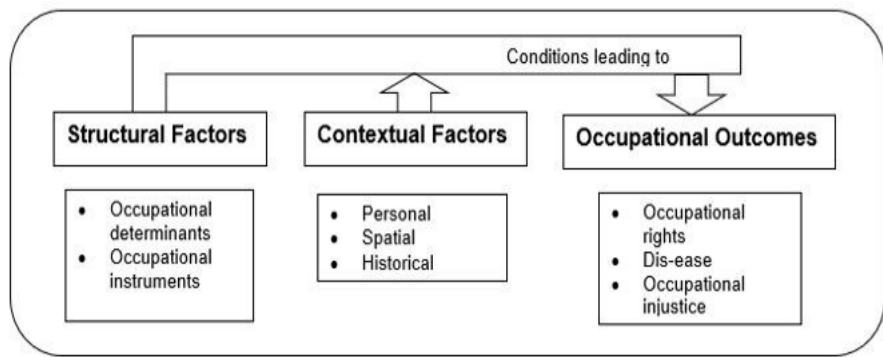 Conditions leading to
Structural Factors
Contextual Factors
Occupational Outcomes
• Occupational
determinants
• Occupational
instruments
• Personal
• Spatial
• Historical
• Occupational
rights
• Dis-ease
• Occupational
injustice